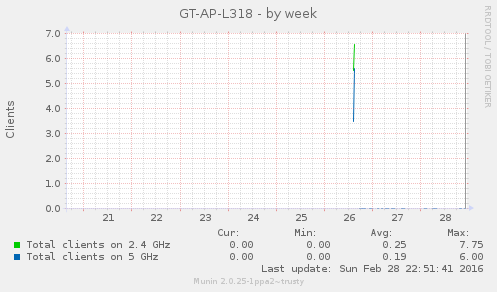 GT-AP-L318 - by week
RRDTOOL / TOBI OETIKER
Clients
7.0
6.0
5.0
4.0
3.0
2.0
1.0
0.0
21 22 23 24 25 26 27 28
Cur: Min: Avg: Max:
Total clients on 2.4 GHz 0.00 0.00 0.25 7.75
Total clients on 5 GHz 0.00 0.00 0.19 6.00
Last update: Sun Feb 28 22:51:41 2016
Munin 2.0.25-1ppa2~trusty